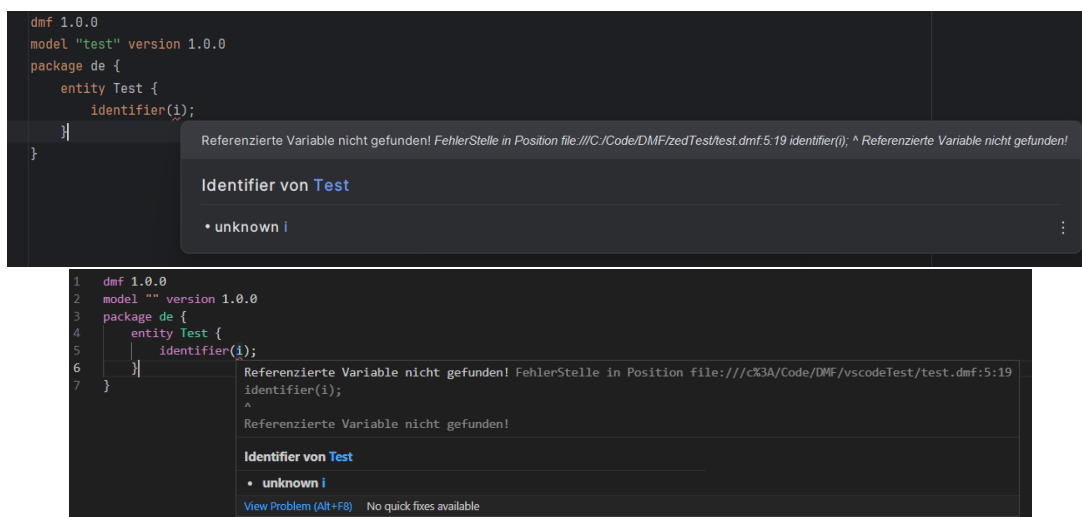 dmf 1.0.0
model "test" version 1.0.0
package de {
entity Test {
identifier(i);
}
Referenzierte Variable nicht gefunden! FehlerStelle in Position file:///C:/Code/DMF/zedTest/test.dmf:5:19 identifier(i); ^ Referenzierte Variable nicht gefunden!
}
Identifier von Test
• unknown i
1 dmf 1.0.0
2 model "" version 1.0.0
3 package de {
4 entity Test {
5 identifier(i);
6 }
7 }
Referenzierte Variable nicht gefunden! FehlerStelle in Position file:///c%3A/Code/DMF/vscodeTest/test.dmf:5:19
identifier(i);
^
Referenzierte Variable nicht gefunden!
Identifier von Test
• unknown i
View Problem (Alt+F8) No quick fixes available